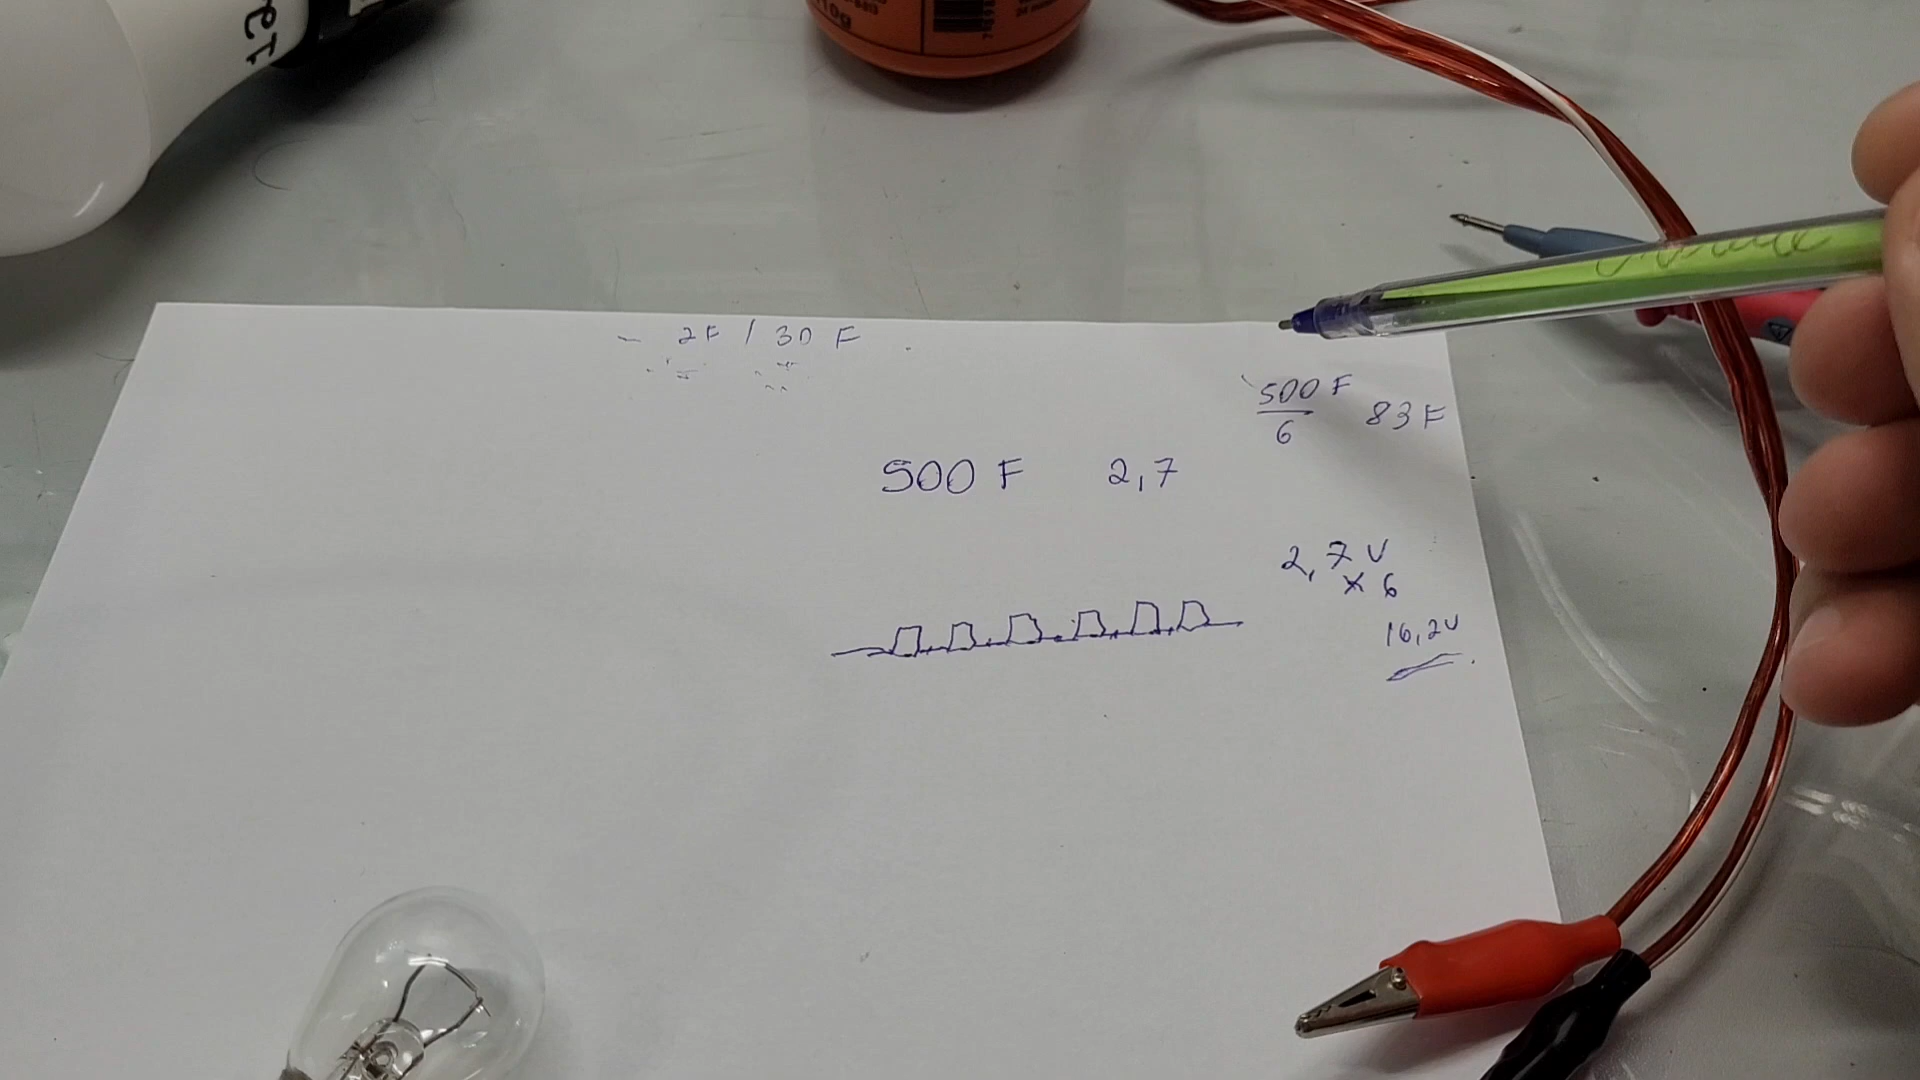 - 2F / 30 F
500 F
6
83 F
500 F 2,7
2,7 V
x 6
16,2V